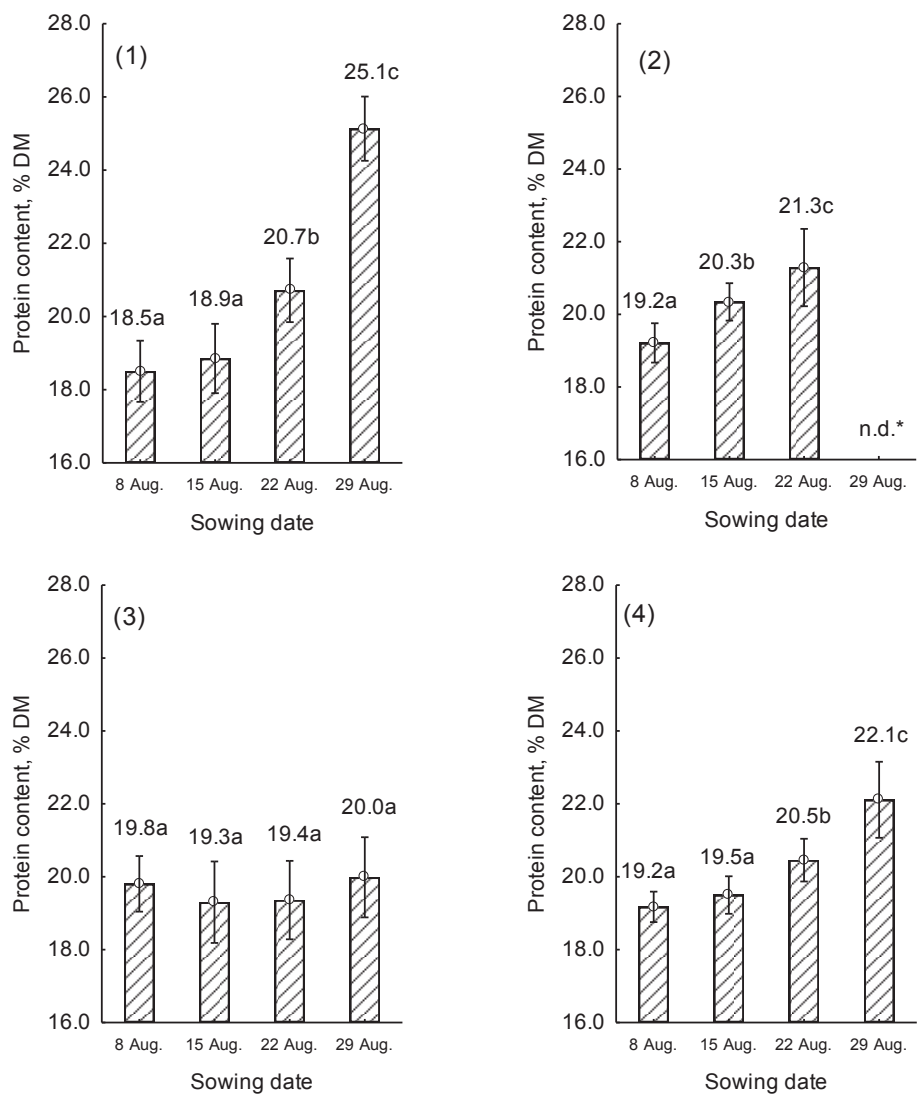 28.0
(1)
25.1c
26.0
24.0
22.0
20.7b
20.0
18.5a
18.9a
18.0
16.0
8 Aug. 15 Aug. 22 Aug. 29 Aug.
Sowing date
Protein content, % DM
28.0
(2)
26.0
24.0
22.0
21.3c
20.3b
20.0
19.2a
18.0
n.d.*
16.0
8 Aug. 15 Aug. 22 Aug. 29 Aug.
Sowing date
Protein content, % DM
28.0
(3)
26.0
24.0
22.0
20.0a
19.8a 19.3a 19.4a
20.0
18.0
16.0
8 Aug. 15 Aug. 22 Aug. 29 Aug.
Sowing date
Protein content, % DM
28.0
(4)
26.0
24.0
22.1c
22.0
20.5b
19.2a 19.5a
20.0
18.0
16.0
8 Aug. 15 Aug. 22 Aug. 29 Aug.
Sowing date
Protein content, % DM